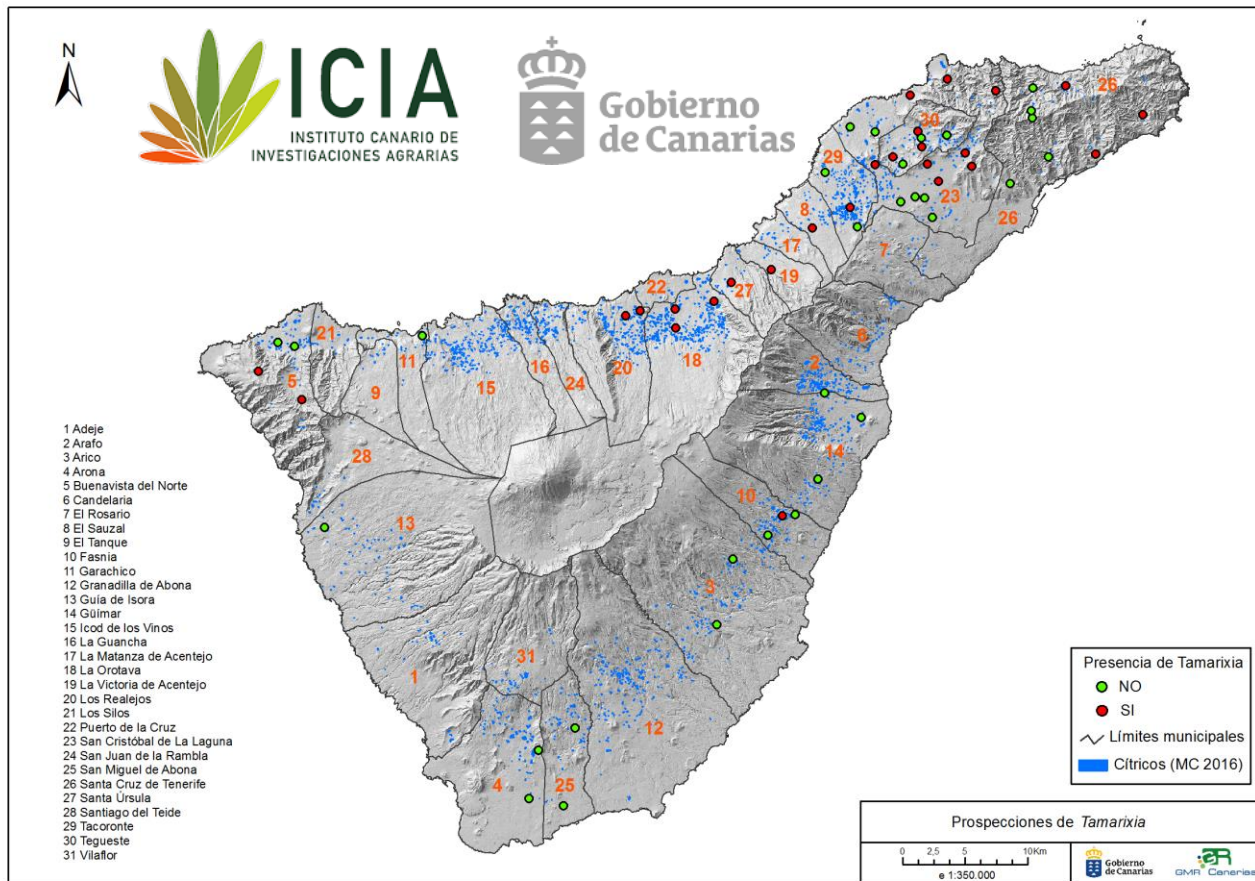 N
ICIA
INSTITUTO CANARIO DE
INVESTIGACIONES AGRARIAS
Gobierno
de Canarias
26
30
29
23
26
8
17
7
19
27
22
6
21
2
11
16
20
18
5
9
15
24
28
14
10
13
3
31
1
12
4
25
1 Adeje
2 Arafo
3 Arico
4 Arona
5 Buenavista del Norte
6 Candelaria
7 El Rosario
8 El Sauzal
9 El Tanque
10 Fasnia
11 Garachico
12 Granadilla de Abona
13 Guía de Isora
14 Güímar
15 Icod de los Vinos
16 La Guancha
17 La Matanza de Acentejo
18 La Orotava
19 La Victoria de Acentejo
20 Los Realejos
21 Los Silos
22 Puerto de la Cruz
23 San Cristóbal de La Laguna
24 San Juan de la Rambla
25 San Miguel de Abona
26 Santa Cruz de Tenerife
27 Santa Úrsula
28 Santiago del Teide
29 Tacoronte
30 Tegueste
31 Vilaflor
Presencia de Tamarixia
NO
SI
Límites municipales
Cítricos (MC 2016)
Prospecciones de Tamarixia
0 2,5 5 10Km
e 1:350.000
Gobierno
de Canarias
GMR Canarias